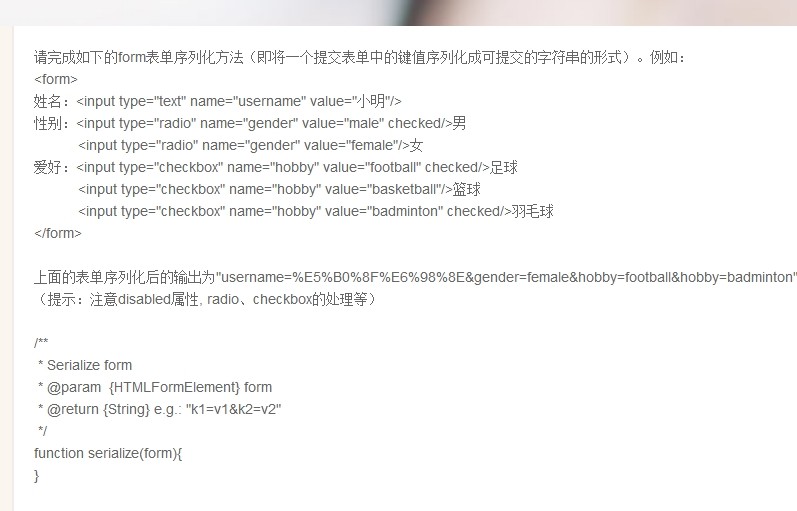 请完成如下的form表单序列化方法（即将一个提交表单中的键值序列化成可提交的字符串的形式）。例如：
<form>
姓名：<input type="text" name="username" value="小明"/>
性别：<input type="radio" name="gender" value="male" checked/>男
<input type="radio" name="gender" value="female"/>女
爱好：<input type="checkbox" name="hobby" value="football" checked/>足球
<input type="checkbox" name="hobby" value="basketball"/>篮球
<input type="checkbox" name="hobby" value="badminton" checked/>羽毛球
</form>
上面的表单序列化后的输出为"username=%E5%B0%8F%E6%98%8E&gender=female&hobby=football&hobby=badminton"
（提示：注意disabled属性, radio、checkbox的处理等）
/**
* Serialize form
* @param  {HTMLFormElement} form
* @return {String} e.g.: "k1=v1&k2=v2"
*/
function serialize(form){
}